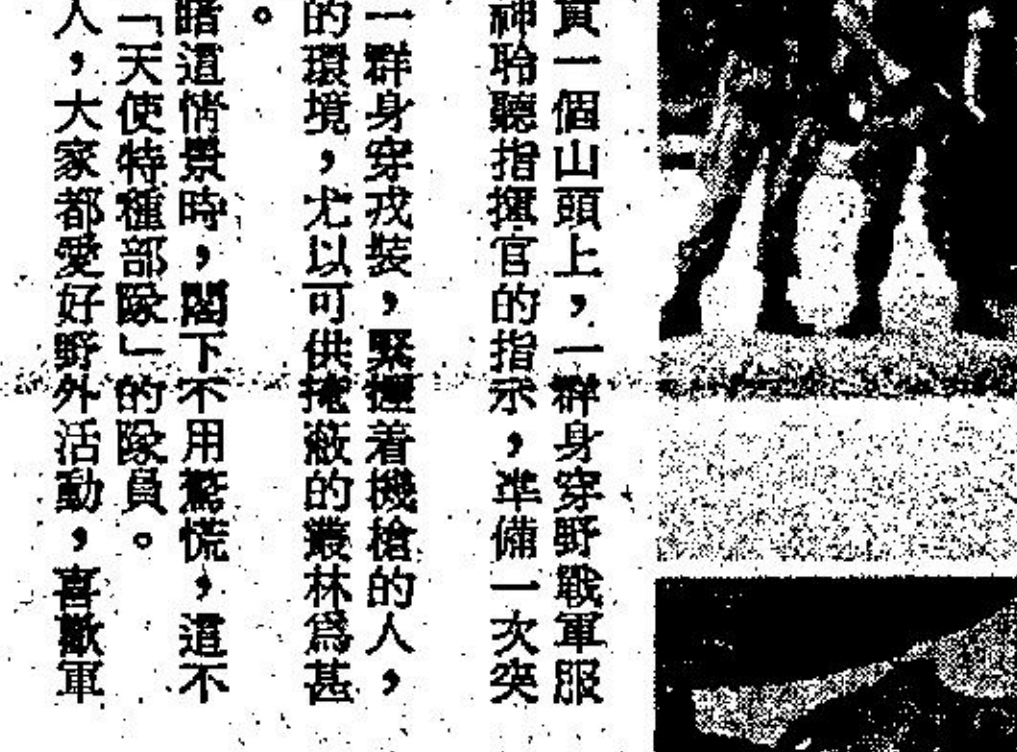 貢一個山頭上，一群身穿野戰軍服
神聆聽指揮官的指示，準備一次突
一群身穿戎裝，緊握着機槍的人，
的環境，尤以可供掩蔽的叢林爲甚
。
睹這情景時，閣下不用驚慌，這不
「天使特種部隊」的隊員。
人，大家都愛好野外活動，喜歡軍